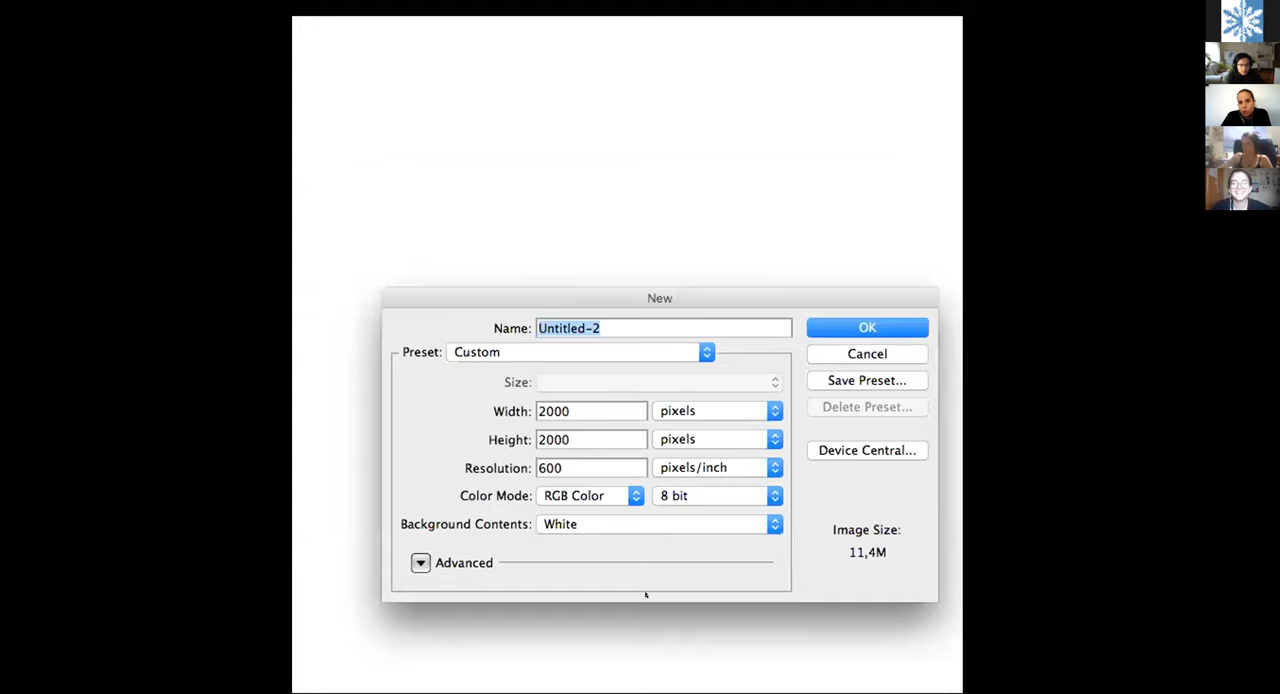 New
Name: Untitled-2
OK
Preset: Custom
Cancel
Size:
Save Preset...
Width: 2000 pixels
Delete Preset...
Height: 2000 pixels
Device Central...
Resolution: 600 pixels/inch
Color Mode: RGB Color 8 bit
Background Contents: White
Image Size:
11,4M
Advanced